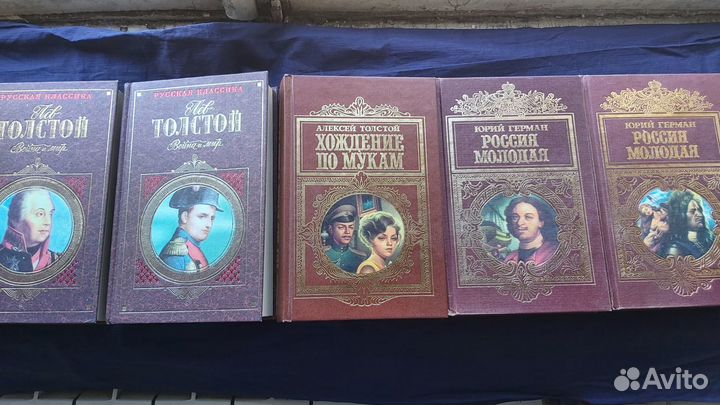 РУССКАЯ КЛАССИКА
Лев
ТОЛСТОЙ
Война и мир
РУССКАЯ КЛАССИКА
Лев
ТОЛСТОЙ
Война и мир
АЛЕКСЕЙ ТОЛСТОЙ
ХОЖДЕНИЕ
ПО МУКАМ
ЮРИЙ ГЕРМАН
РОССИЯ
МОЛОДАЯ
ЮРИЙ ГЕРМАН
РОССИЯ
МОЛОДАЯ
Avito